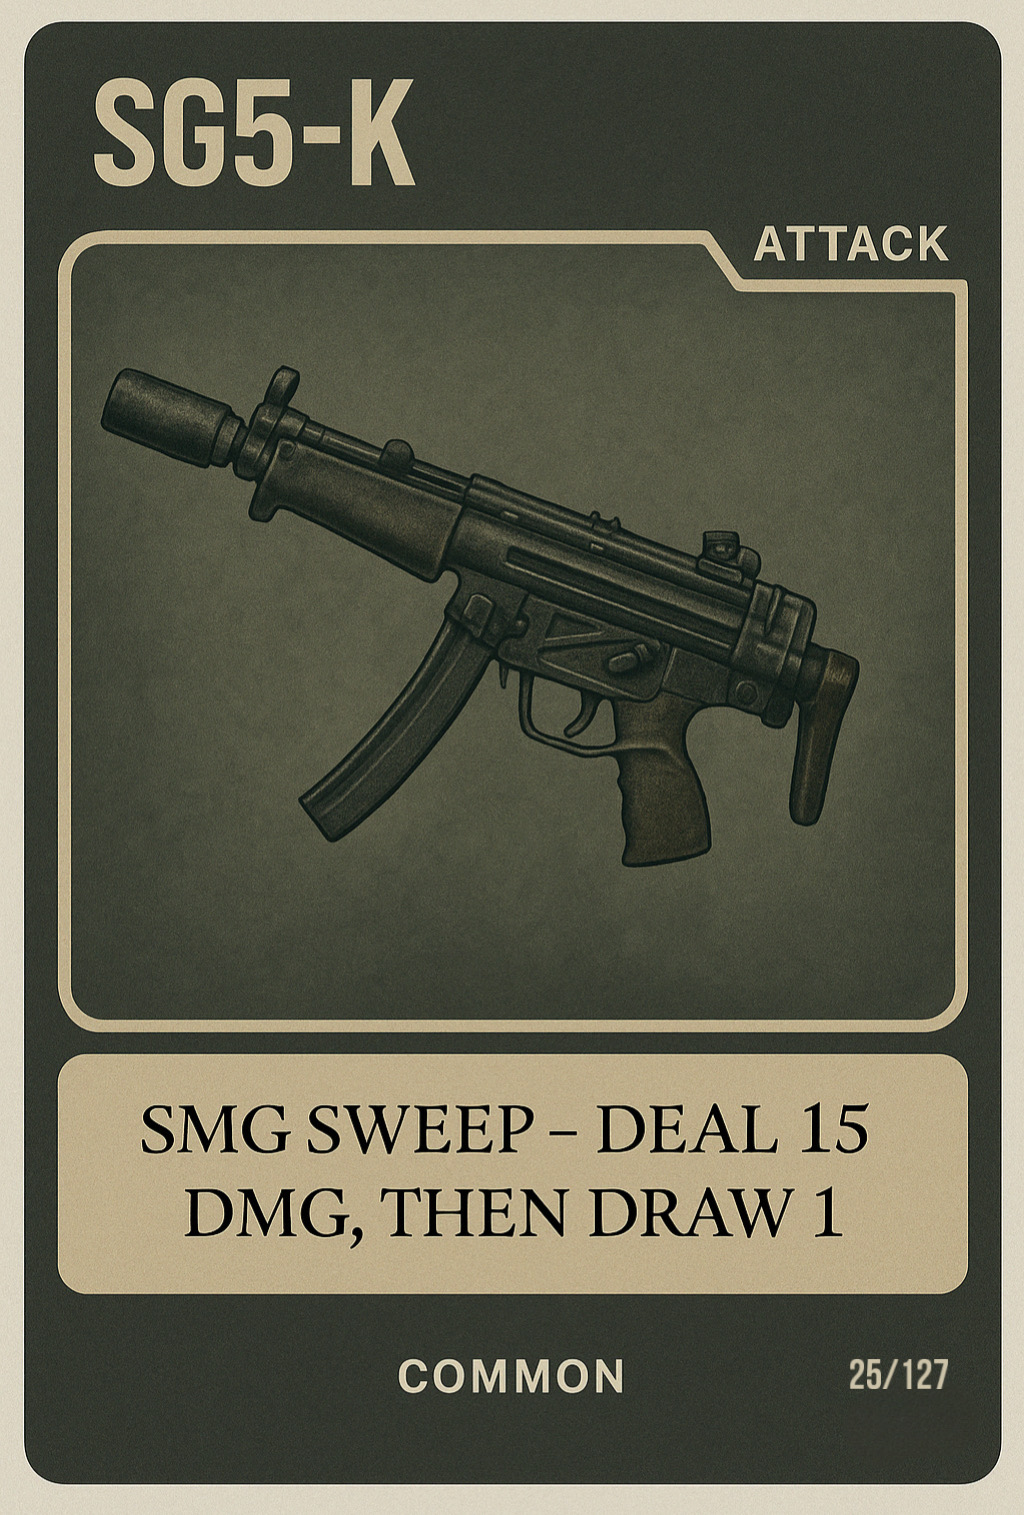 SG5-K
ATTACK
SMG SWEEP – DEAL 15
DMG, THEN DRAW 1
COMMON
25/127